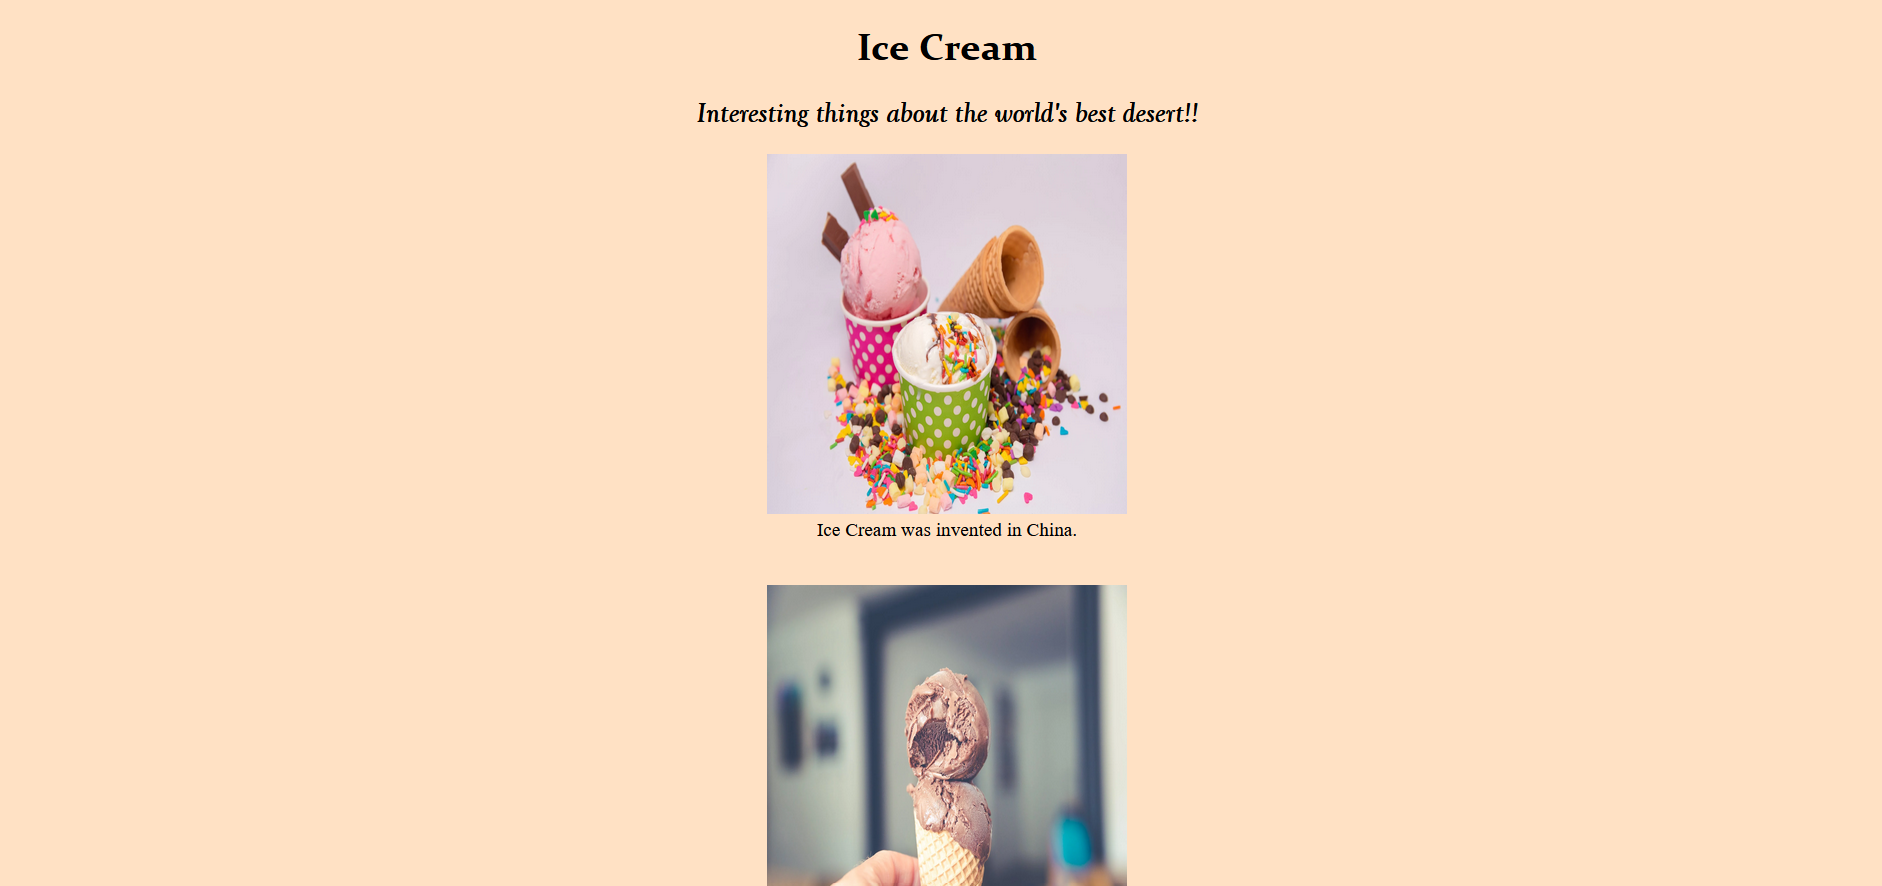 Ice Cream
Interesting things about the world's best desert!!
Ice Cream was invented in China.